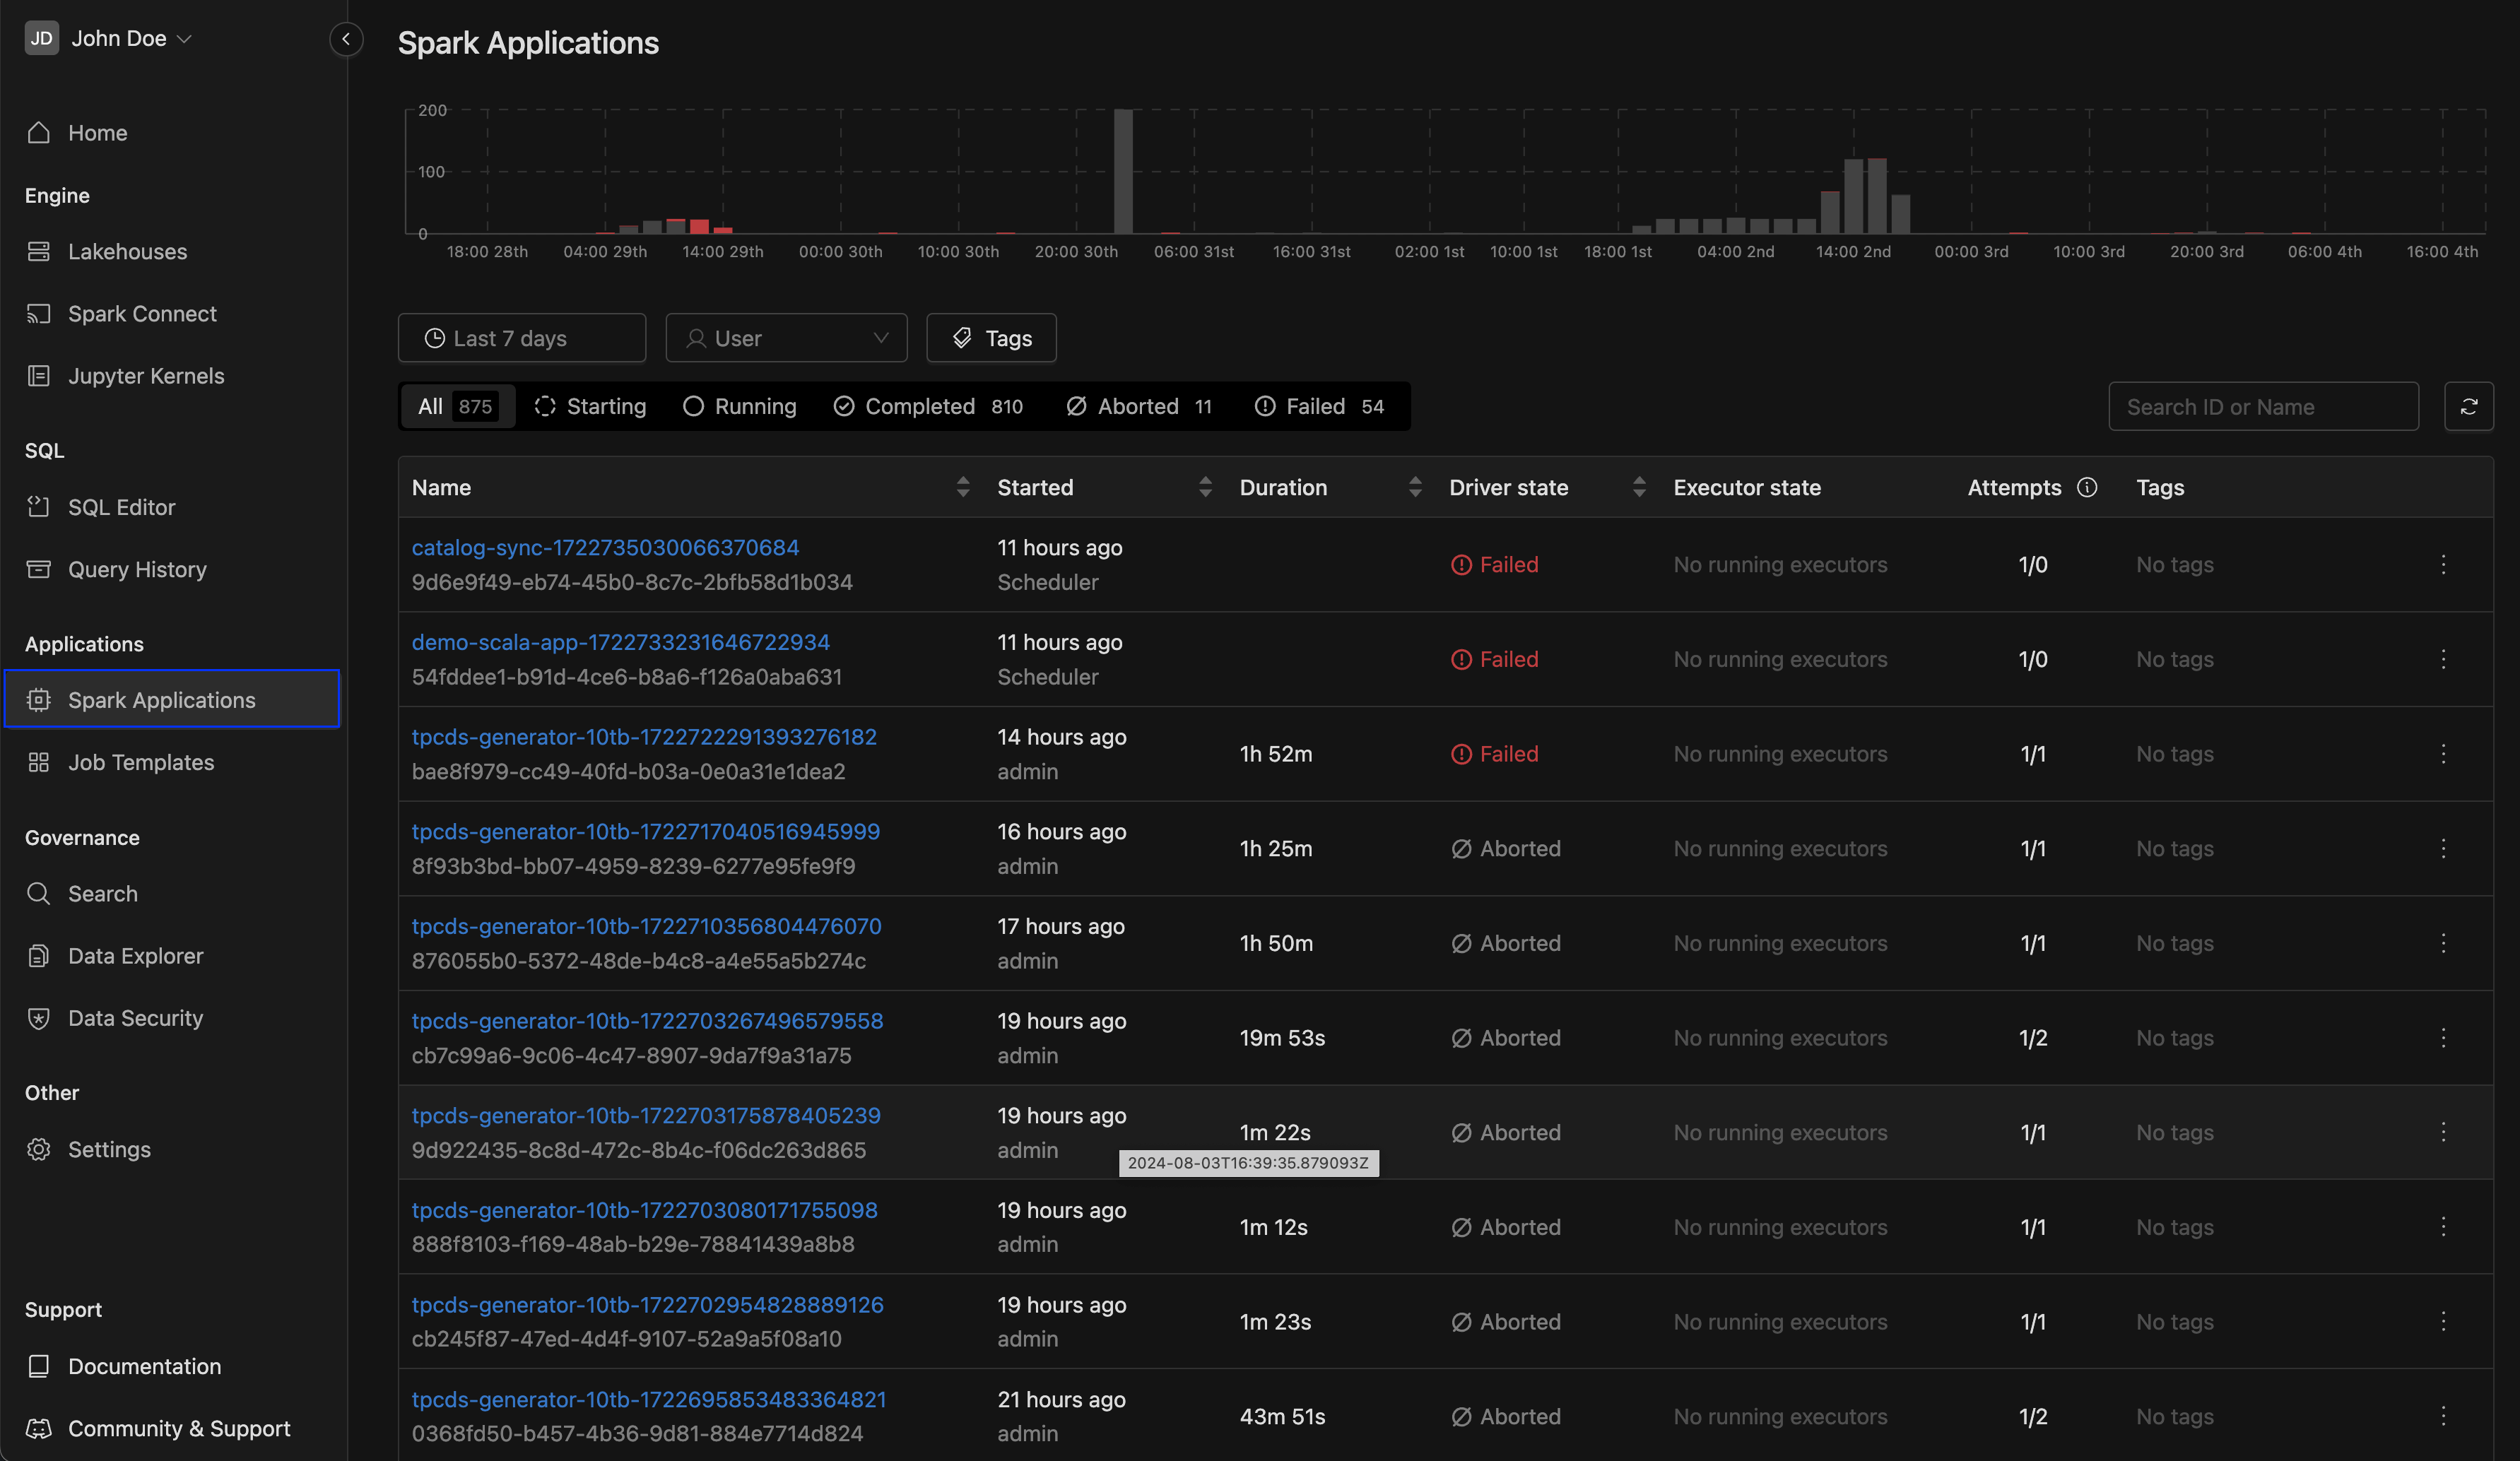 JD John Doe
Home
Engine
Lakehouses
Spark Connect
Jupyter Kernels
SQL
SQL Editor
Query History
Applications
Spark Applications
Job Templates
Governance
Search
Data Explorer
Data Security
Other
Settings
Support
Documentation
Community & Support
Spark Applications
200
100
0
18:00 28th 04:00 29th 14:00 29th 00:00 30th 10:00 30th 20:00 30th 06:00 31st 16:00 31st 02:00 1st 10:00 1st 18:00 1st 04:00 2nd 14:00 2nd 00:00 3rd 10:00 3rd 20:00 3rd 06:00 4th 16:00 4th
Last 7 days User Tags
All 875 Starting Running Completed 810 Aborted 11 Failed 54 Search ID or Name
Name Started Duration Driver state Executor state Attempts Tags
catalog-sync-1722735030066370684 11 hours ago
9d6e9f49-eb74-45b0-8c7c-2bfb58d1b034 Scheduler
Failed No running executors 1/0 No tags
demo-scala-app-1722733231646722934 11 hours ago
54fddee1-b91d-4ce6-b8a6-f126a0aba631 Scheduler
Failed No running executors 1/0 No tags
tpcds-generator-10tb-1722722291393276182 14 hours ago
bae8f979-cc49-40fd-b03a-0e0a31e1dea2 admin
1h 52m Failed No running executors 1/1 No tags
tpcds-generator-10tb-1722717040516945999 16 hours ago
8f93b3bd-bb07-4959-8239-6277e95fe9f9 admin
1h 25m Aborted No running executors 1/1 No tags
tpcds-generator-10tb-1722710356804476070 17 hours ago
876055b0-5372-48de-b4c8-a4e55a5b274c admin
1h 50m Aborted No running executors 1/1 No tags
tpcds-generator-10tb-1722703267496579558 19 hours ago
cb7c99a6-9c06-4c47-8907-9da7f9a31a75 admin
19m 53s Aborted No running executors 1/2 No tags
tpcds-generator-10tb-1722703175878405239 19 hours ago
9d922435-8c8d-472c-8b4c-f06dc263d865 admin
1m 22s Aborted No running executors 1/1 No tags
2024-08-03T16:39:35.879093Z
tpcds-generator-10tb-1722703080171755098 19 hours ago
888f8103-f169-48ab-b29e-78841439a8b8 admin
1m 12s Aborted No running executors 1/1 No tags
tpcds-generator-10tb-1722702954828889126 19 hours ago
cb245f87-47ed-4d4f-9107-52a9a5f08a10 admin
1m 23s Aborted No running executors 1/1 No tags
tpcds-generator-10tb-1722695853483364821 21 hours ago
0368fd50-b457-4b36-9d81-884e7714d824 admin
43m 51s Aborted No running executors 1/2 No tags